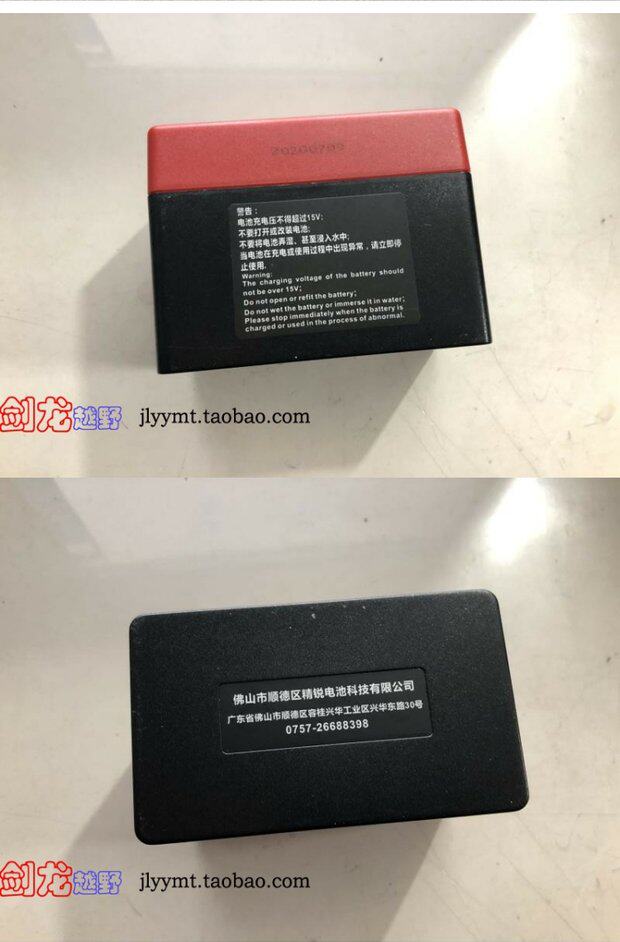 20200709
警告：
电池充电压不得超过15V;
不要打开或改装电池;
不要将电池弄湿、甚至浸入水中;
当电池在充电或使用过程中出现异常，请立即停
止使用.
Warning:
The charging voltage of the battery should
not be over 15V;
Do not open or refit the battery;
Do not wet the battery or immerse it in water;
Please stop immediately when the battery is
charged or used in the process of abnormal.
剑龙越野 jlyymt.taobao.com
佛山市顺德区精锐电池科技有限公司
广东省佛山市顺德区容桂兴华工业区兴华东路30号
0757-26688398
剑龙越野 jlyymt.taobao.com